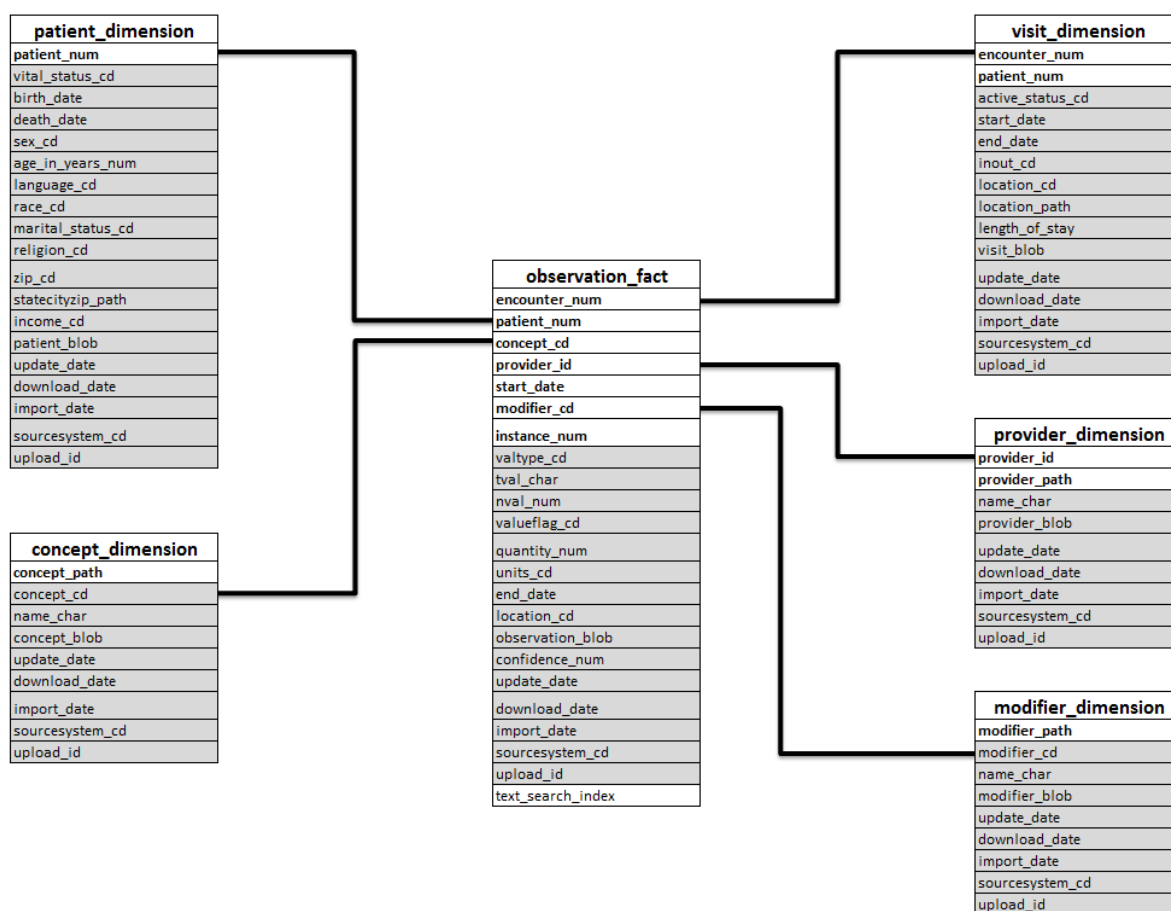 patient_dimension
patient_num
vital_status_cd
birth_date
death_date
sex_cd
age_in_years_num
language_cd
race_cd
marital_status_cd
religion_cd
zip_cd
statecityzip_path
income_cd
patient_blob
update_date
download_date
import_date
sourcesystem_cd
upload_id
concept_dimension
concept_path
concept_cd
name_char
concept_blob
update_date
download_date
import_date
sourcesystem_cd
upload_id
observation_fact
encounter_num
patient_num
concept_cd
provider_id
start_date
modifier_cd
instance_num
valtype_cd
tval_char
nval_num
valueflag_cd
quantity_num
units_cd
end_date
location_cd
observation_blob
confidence_num
update_date
download_date
import_date
sourcesystem_cd
upload_id
text_search_index
visit_dimension
encounter_num
patient_num
active_status_cd
start_date
end_date
inout_cd
location_cd
location_path
length_of_stay
visit_blob
update_date
download_date
import_date
sourcesystem_cd
upload_id
provider_dimension
provider_id
provider_path
name_char
provider_blob
update_date
download_date
import_date
sourcesystem_cd
upload_id
modifier_dimension
modifier_path
modifier_cd
name_char
modifier_blob
update_date
download_date
import_date
sourcesystem_cd
upload_id